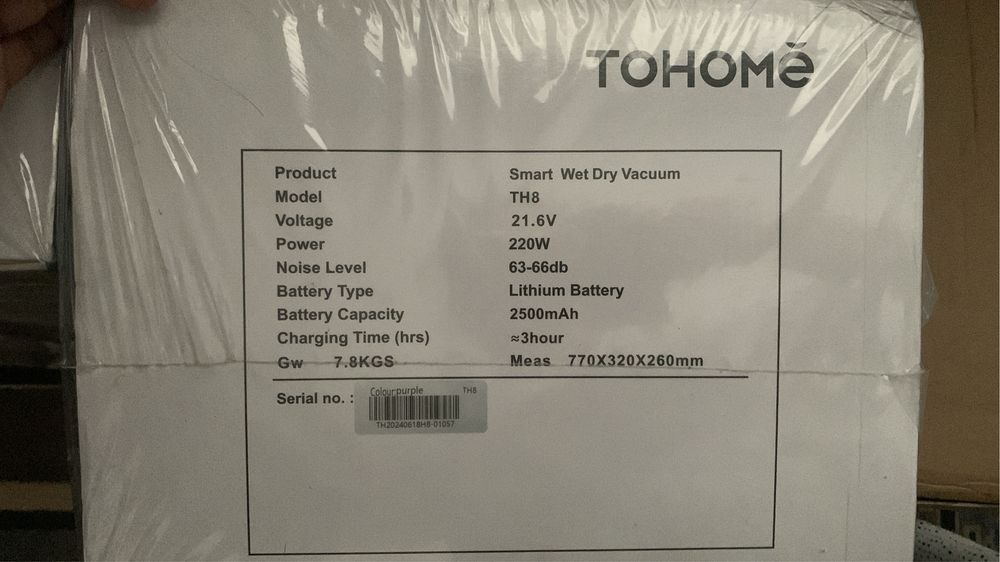 TOHOMě
Product Smart Wet Dry Vacuum
Model TH8
Voltage 21.6V
Power 220W
Noise Level 63-66db
Battery Type Lithium Battery
Battery Capacity 2500mAh
Charging Time (hrs) ≈3hour
Gw 7.8KGS Meas 770X320X260mm
Serial no. : Colour:purple TH8
TH20240618H8-01057